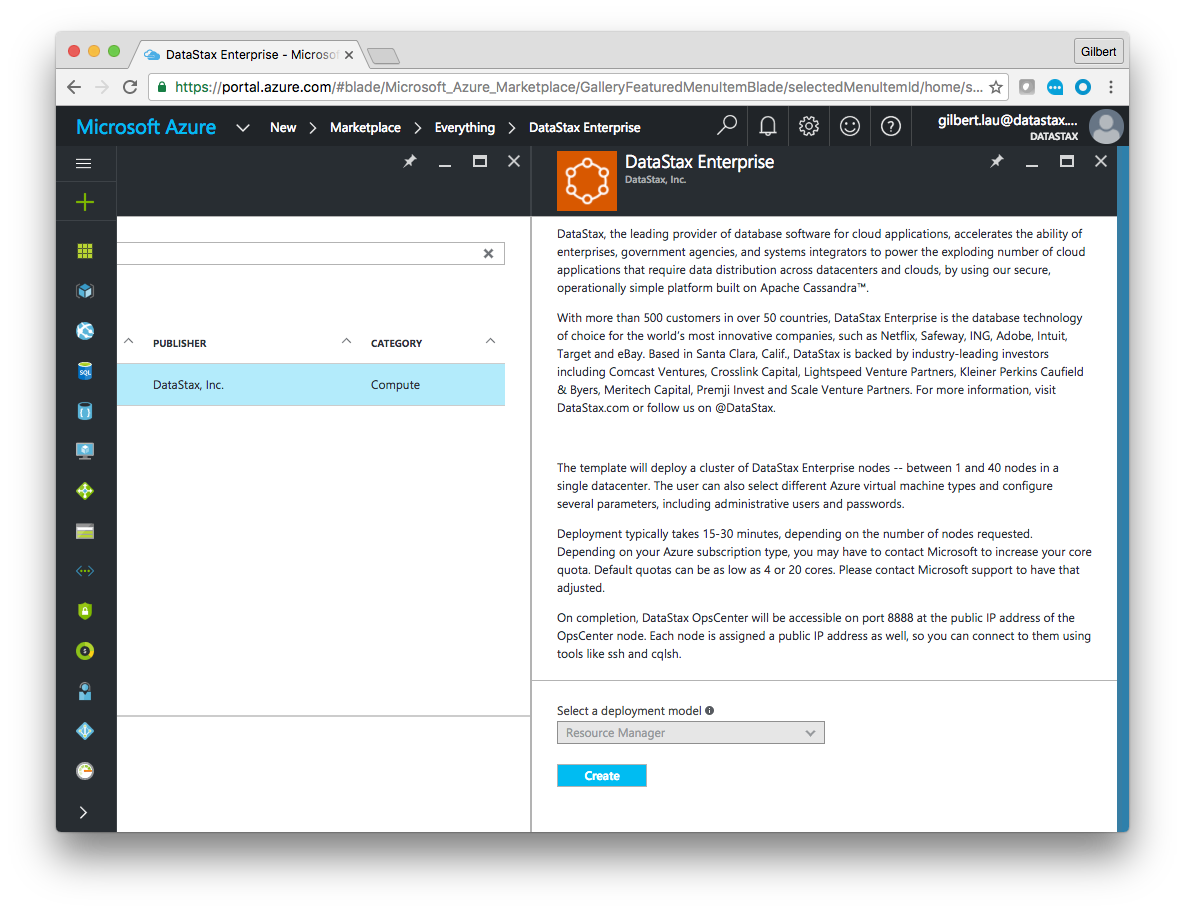 DataStax Enterprise - Microso
Gilbert
https://portal.azure.com/#blade/Microsoft_Azure_Marketplace/GalleryFeaturedMenuItemBlade/selectedMenuItemId/home/s...
Microsoft Azure
New
Marketplace
Everything
DataStax Enterprise
gilbert.lau@datastax....
DATASTAX
DataStax Enterprise
DataStax, Inc.
PUBLISHER
CATEGORY
DataStax, Inc.
Compute
SQL
DataStax, the leading provider of database software for cloud applications, accelerates the ability of
enterprises, government agencies, and systems integrators to power the exploding number of cloud
applications that require data distribution across datacenters and clouds, by using our secure,
operationally simple platform built on Apache Cassandra™.
With more than 500 customers in over 50 countries, DataStax Enterprise is the database technology
of choice for the world's most innovative companies, such as Netflix, Safeway, ING, Adobe, Intuit,
Target and eBay. Based in Santa Clara, Calif., DataStax is backed by industry-leading investors
including Comcast Ventures, Crosslink Capital, Lightspeed Venture Partners, Kleiner Perkins Caufield
& Byers, Meritech Capital, Premji Invest and Scale Venture Partners. For more information, visit
DataStax.com or follow us on @DataStax.
The template will deploy a cluster of DataStax Enterprise nodes -- between 1 and 40 nodes in a
single datacenter. The user can also select different Azure virtual machine types and configure
several parameters, including administrative users and passwords.
Deployment typically takes 15-30 minutes, depending on the number of nodes requested.
Depending on your Azure subscription type, you may have to contact Microsoft to increase your core
quota. Default quotas can be as low as 4 or 20 cores. Please contact Microsoft support to have that
adjusted.
On completion, DataStax OpsCenter will be accessible on port 8888 at the public IP address of the
OpsCenter node. Each node is assigned a public IP address as well, so you can connect to them using
tools like ssh and cqlsh.
Select a deployment model
Resource Manager
Create